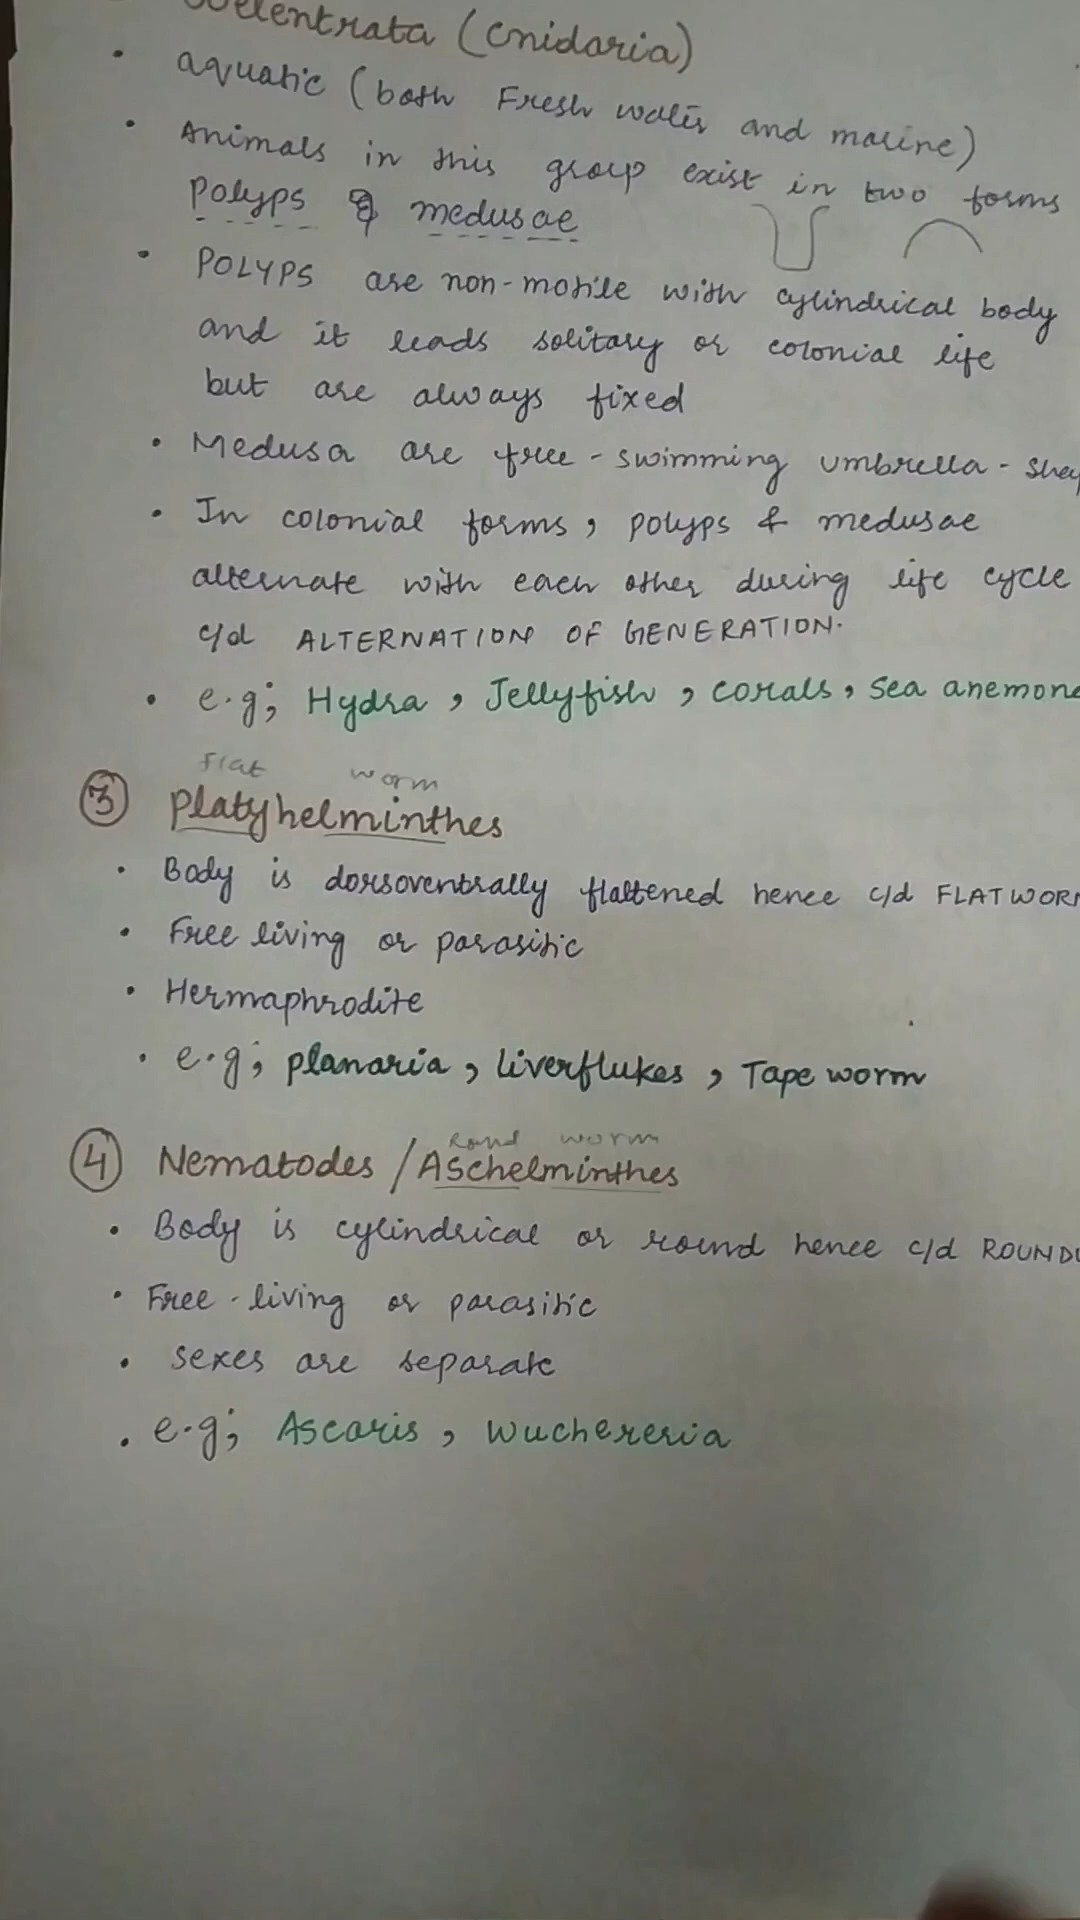 (Cnidaria)
• aquatic (both Fresh water and marine)
• Animals in this group exist in two forms
Polyps & medusae
• POLYPS are non-motile with cylindrical body
and it leads solitary or colonial life
but are always fixed
• Medusa are free-swimming umbrella-
• In colonial forms, polyps & medusae
alternate with each other during life cycle
c/d ALTERNATION OF GENERATION.
• e.g; Hydra, Jellyfish, corals, sea anemone
Flat worm
③ Platyhelminthes
• Body is dorsoventrally flattened hence c/d
• Free living or parasitic
• Hermaphrodite
• e.g; planaria, liverflukes, Tape worm
Round worm
④ Nematodes/Aschelminthes
• Body is cylindrical or round hence c/d
• Free-living or parasitic
• sexes are separate
• e.g; Ascaris, Wuchereria